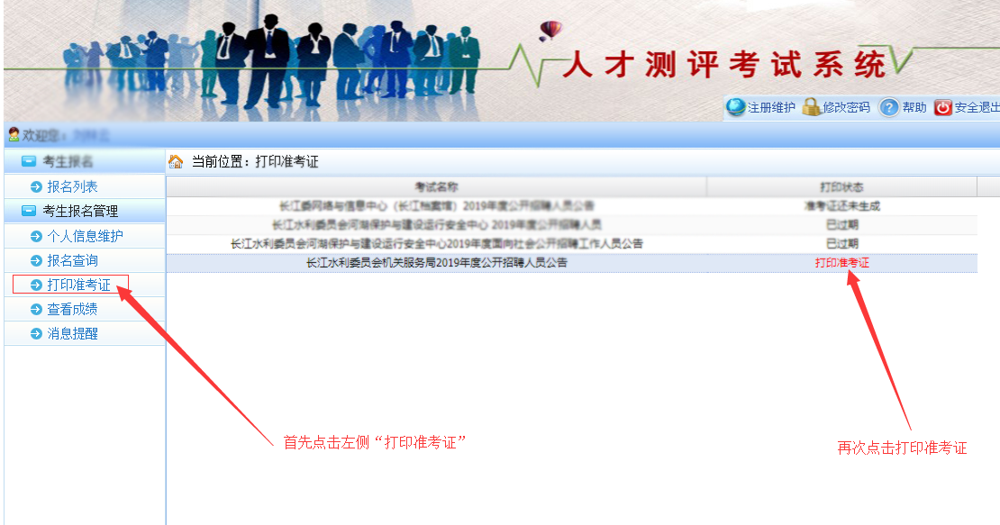 人才测评考试系统
注册维护 修改密码 帮助 安全退出
欢迎您：
考生报名
当前位置：打印准考证
报名列表
考试名称 打印状态
长江委网络与信息中心（长江档案馆）2019年度公开招聘人员公告 准考证还未生成
考生报名管理
长江水利委员会河湖保护与建设运行安全中心 2019年度公开招聘人员 已过期
个人信息维护
长江水利委员会河湖保护与建设运行安全中心2019年度面向社会公开招聘工作人员公告 已过期
报名查询
长江水利委员会机关服务局2019年度公开招聘人员公告 打印准考证
打印准考证
查看成绩
消息提醒
首先点击左侧“打印准考证”
再次点击打印准考证